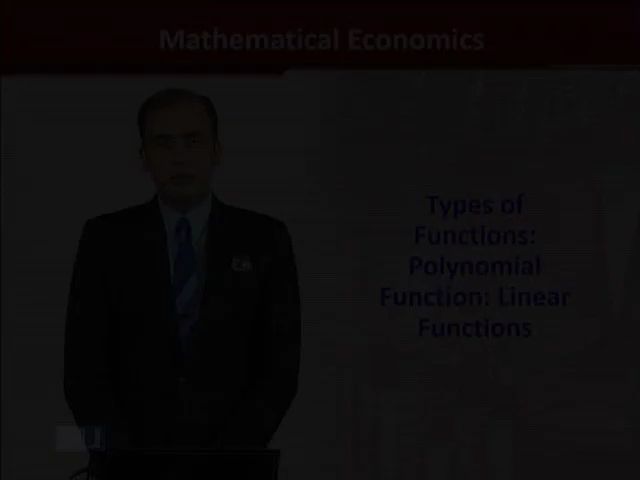 Mathematical Economics
Types of
Functions:
Polynomial
Function: Linear
Functions